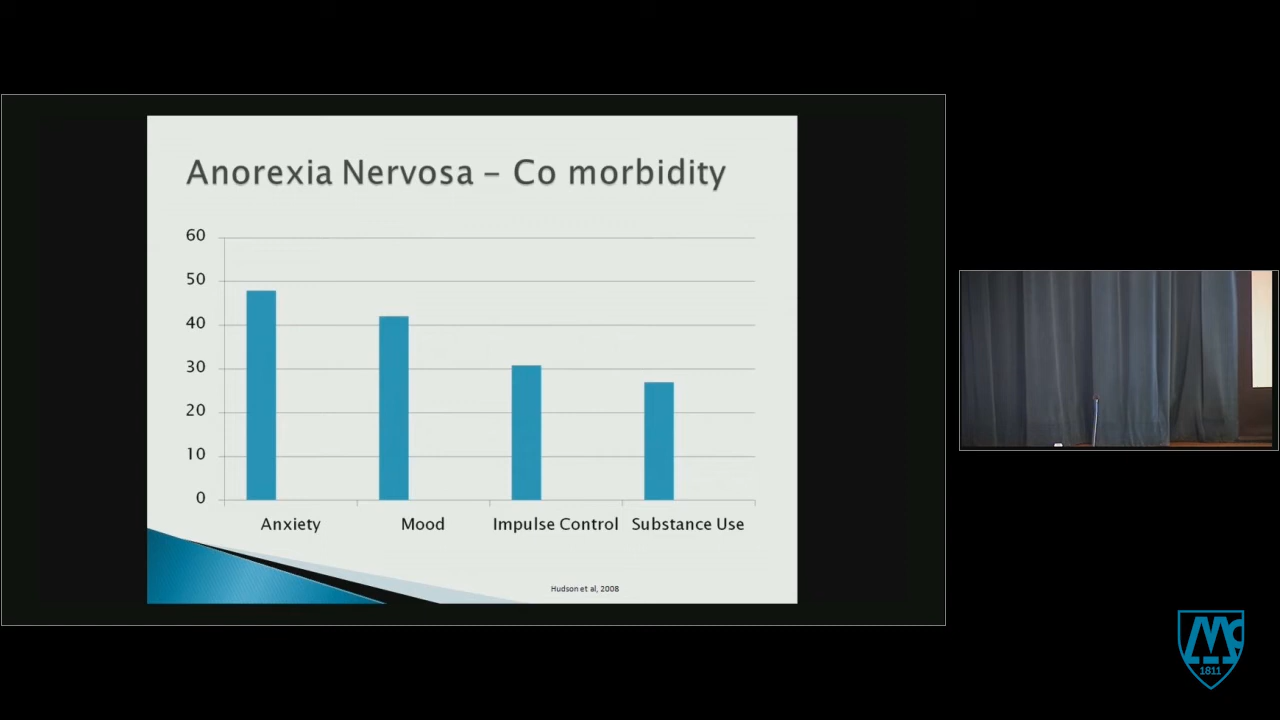 Anorexia Nervosa – Co morbidity
60
50
40
30
20
10
0
Anxiety Mood Impulse Control Substance Use
Hudson et al, 2008
Mc
1811